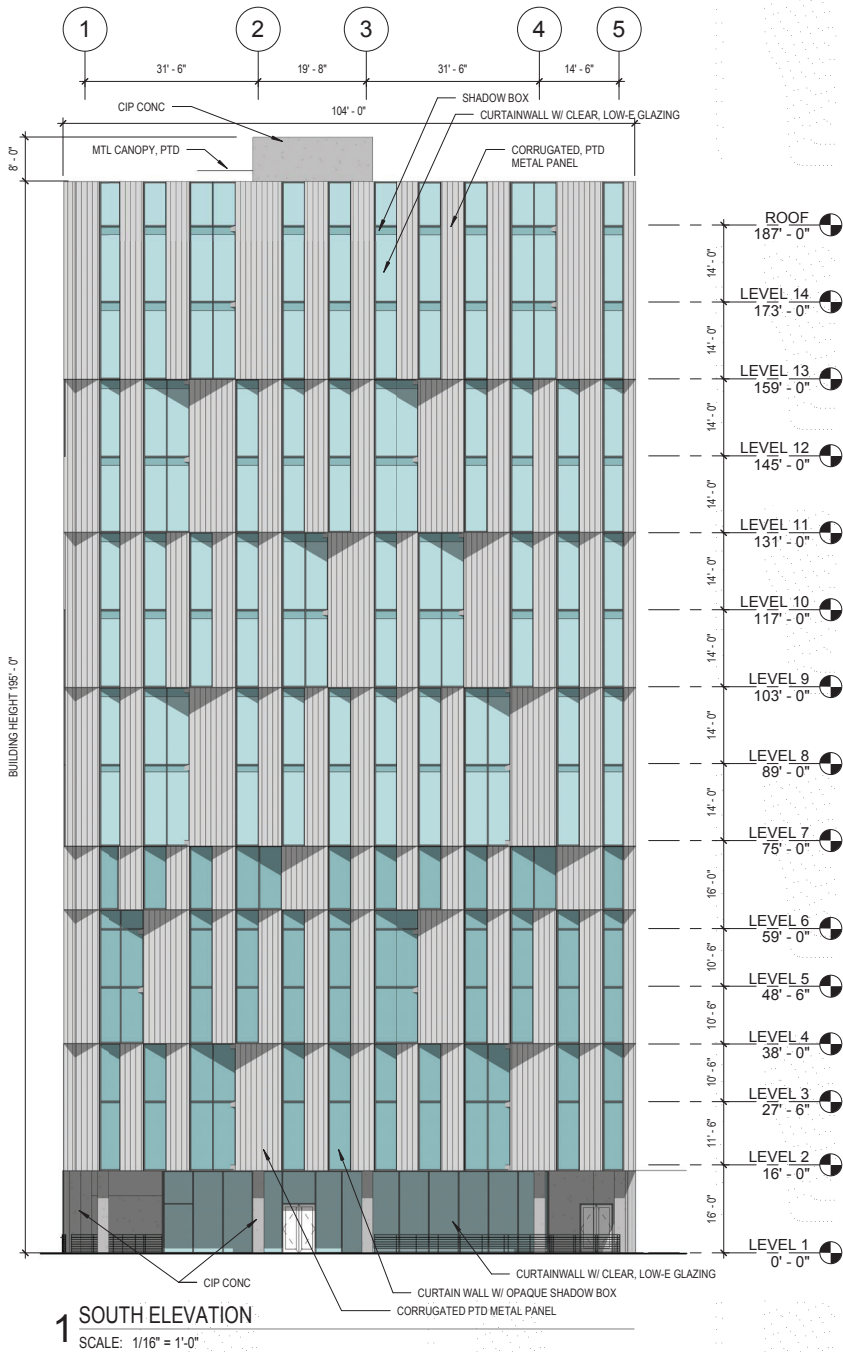 1
2
3
4
5
31' - 6"
19' - 8"
31' - 6"
14' - 6"
CIP CONC
SHADOW BOX
104' - 0"
CURTAINWALL W/ CLEAR, LOW-E GLAZING
8' - 0"
MTL CANOPY, PTD
CORRUGATED, PTD
METAL PANEL
ROOF
187' - 0"
14' - 0"
LEVEL 14
173' - 0"
14' - 0"
LEVEL 13
159' - 0"
14' - 0"
LEVEL 12
145' - 0"
14' - 0"
LEVEL 11
131' - 0"
14' - 0"
LEVEL 10
117' - 0"
14' - 0"
LEVEL 9
103' - 0"
14' - 0"
BUILDING HEIGHT 195' - 0"
LEVEL 8
89' - 0"
14' - 0"
LEVEL 7
75' - 0"
16' - 0"
LEVEL 6
59' - 0"
10' - 6"
LEVEL 5
48' - 6"
10' - 6"
LEVEL 4
38' - 0"
10' - 6"
LEVEL 3
27' - 6"
11' - 6"
LEVEL 2
16' - 0"
16' - 0"
LEVEL 1
0' - 0"
CIP CONC
CURTAINWALL W/ CLEAR, LOW-E GLAZING
CURTAIN WALL W/ OPAQUE SHADOW BOX
CORRUGATED PTD METAL PANEL
1 SOUTH ELEVATION
SCALE: 1/16" = 1'-0"